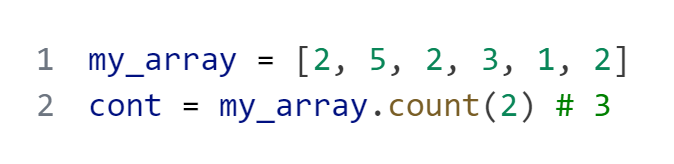 1 my_array = [2, 5, 2, 3, 1, 2]
2 cont = my_array.count(2) # 3